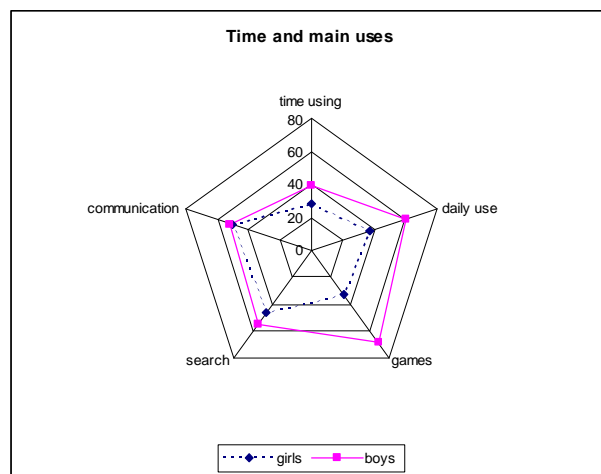 Time and main uses
time using
80
60
40
20
0
communication
daily use
search
games
girls
boys